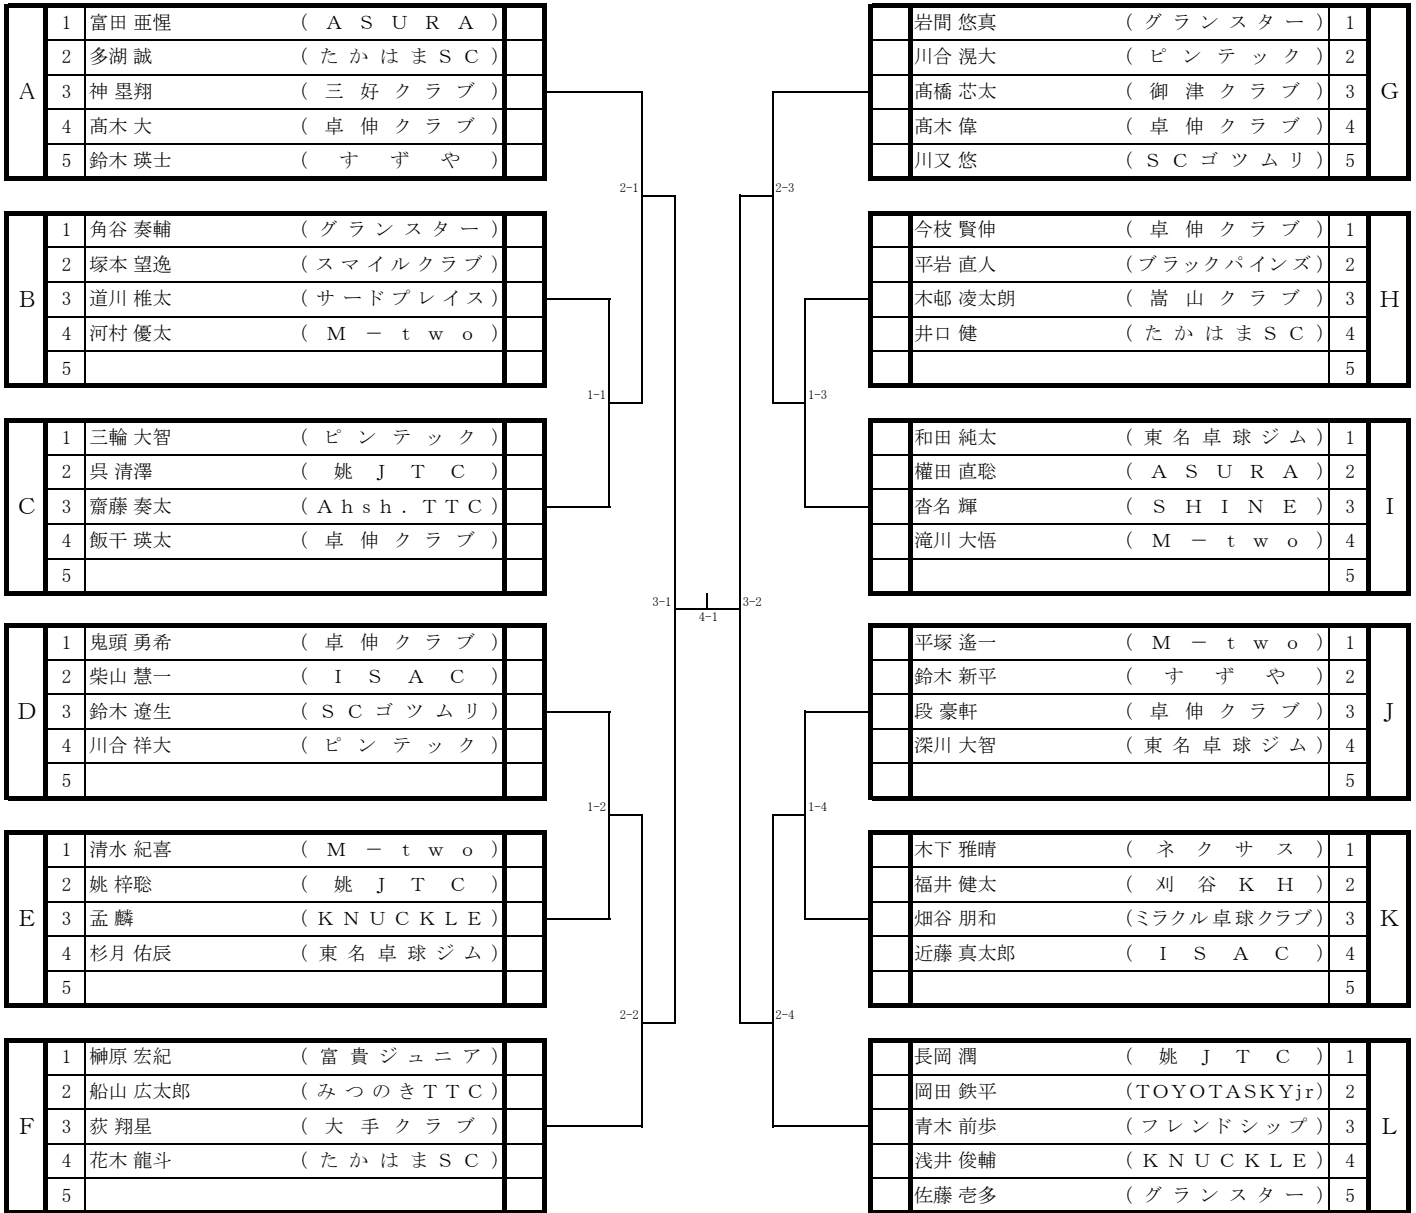 A
1 富田 亜惺 (ASURA)
2 多湖 誠 (たかはまSC)
3 神 塁翔 (三好クラブ)
4 髙木 大 (卓伸クラブ)
5 鈴木 瑛士 (すずや)
B
1 角谷 奏輔 (グランスター)
2 塚本 望逸 (スマイルクラブ)
3 道川 椎太 (サードプレイス)
4 河村 優太 (M－two)
5
C
1 三輪 大智 (ピンテック)
2 呉 清澤 (姚JTC)
3 齋藤 奏太 (Ahsh.TTC)
4 飯干 瑛太 (卓伸クラブ)
5
D
1 鬼頭 勇希 (卓伸クラブ)
2 柴山 慧一 (ISAC)
3 鈴木 遼生 (SCゴツムリ)
4 川合 祥大 (ピンテック)
5
E
1 清水 紀喜 (M－two)
2 姚 梓聡 (姚JTC)
3 孟 麟 (KNUCKLE)
4 杉月 佑辰 (東名卓球ジム)
5
F
1 榊原 宏紀 (富貴ジュニア)
2 船山 広太郎 (みつのきTTC)
3 荻 翔星 (大手クラブ)
4 花木 龍斗 (たかはまSC)
5
2-1
1-1
3-1
1-2
2-2
4-1
2-3
1-3
3-2
1-4
2-4
岩間 悠真 (グランスター) 1
川合 滉大 (ピンテック) 2
髙橋 芯太 (御津クラブ) 3
髙木 偉 (卓伸クラブ) 4
川又 悠 (SCゴツムリ) 5
G
今枝 賢伸 (卓伸クラブ) 1
平岩 直人 (ブラックパインズ) 2
木邨 凌太朗 (嵩山クラブ) 3
井口 健 (たかはまSC) 4
5
H
和田 純太 (東名卓球ジム) 1
權田 直聡 (ASURA) 2
沓名 輝 (SHINE) 3
滝川 大悟 (M－two) 4
5
I
平塚 遙一 (M－two) 1
鈴木 新平 (すずや) 2
段 豪軒 (卓伸クラブ) 3
深川 大智 (東名卓球ジム) 4
5
J
木下 雅晴 (ネクサス) 1
福井 健太 (刈谷KH) 2
畑谷 朋和 (ミラクル卓球クラブ) 3
近藤 真太郎 (ISAC) 4
5
K
長岡 潤 (姚JTC) 1
岡田 鉄平 (TOYOTASKYjr) 2
青木 前歩 (フレンドシップ) 3
浅井 俊輔 (KNUCKLE) 4
佐藤 壱多 (グランスター) 5
L